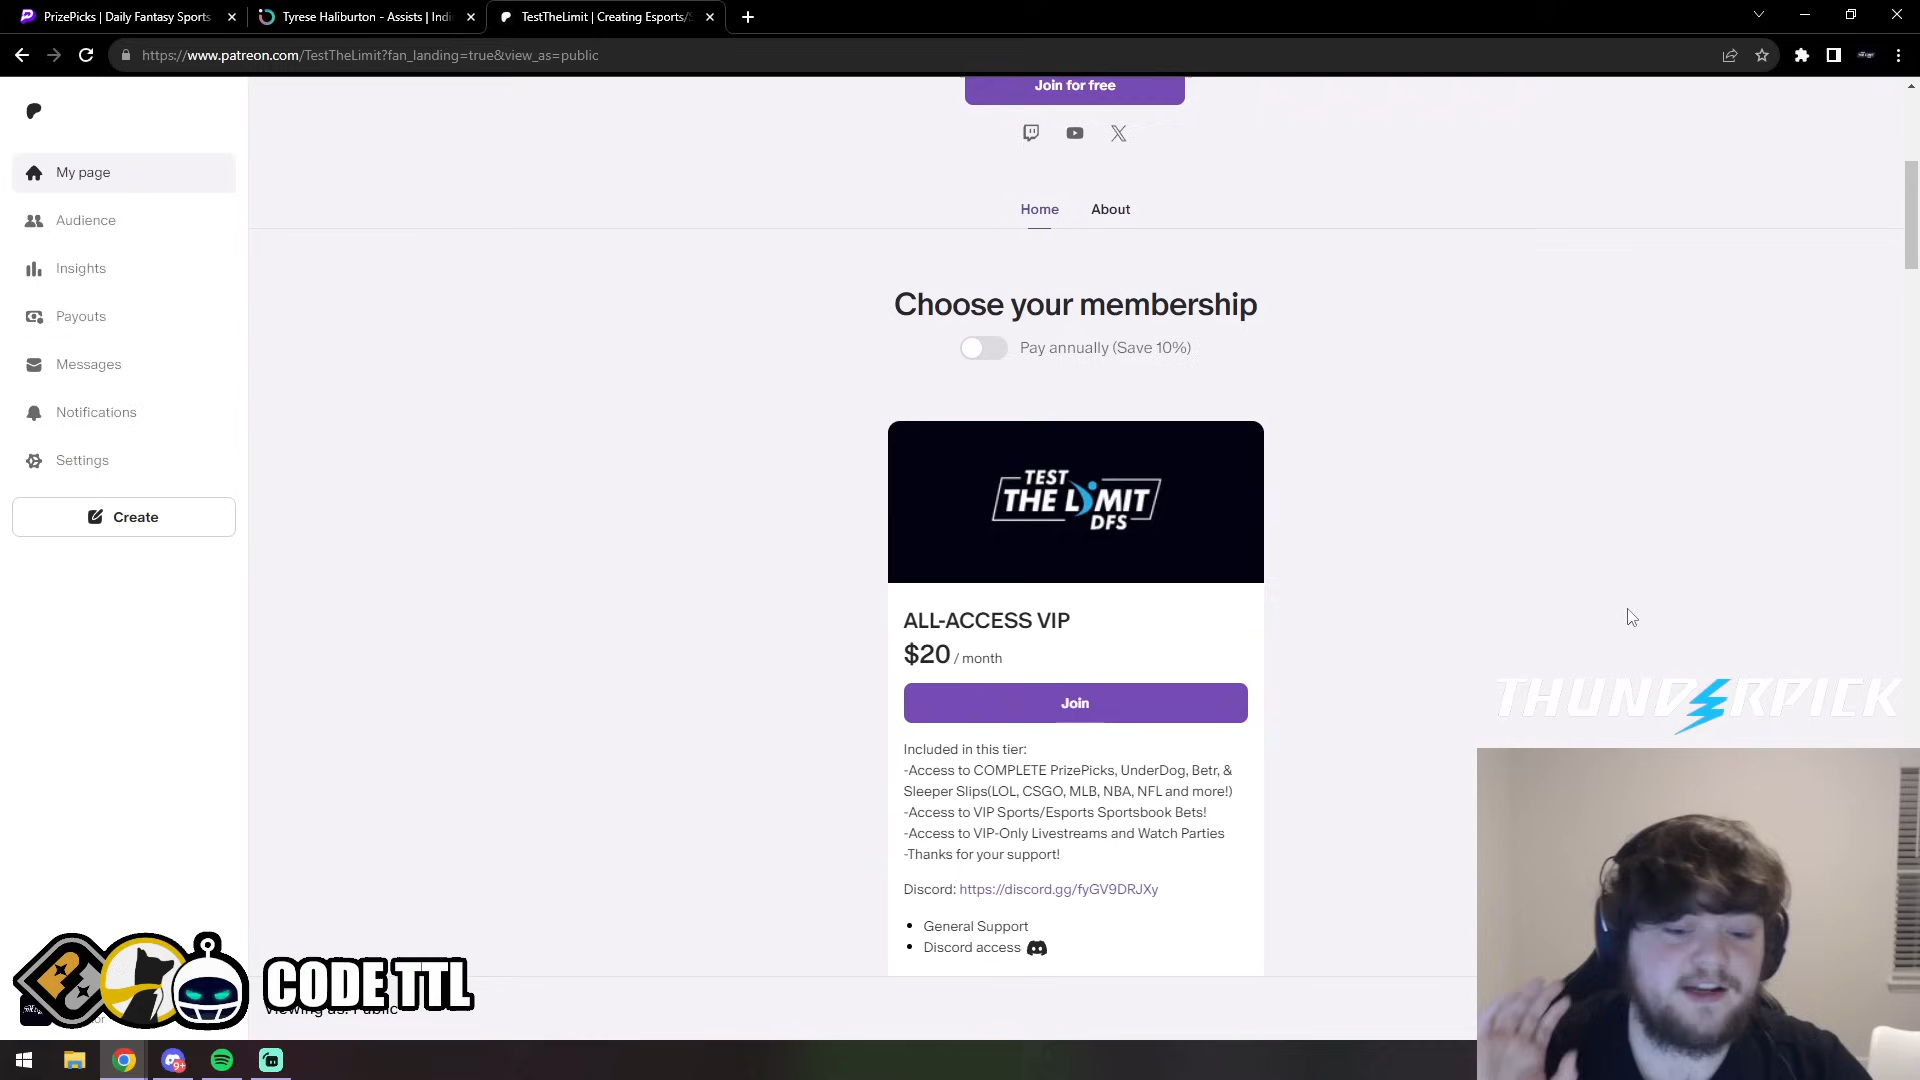 PrizePicks | Daily Fantasy Sports
Tyrese Haliburton - Assists | Indi
TestTheLimit | Creating Esports/S
https://www.patreon.com/TestTheLimit?fan_landing=true&view_as=public
Join for free
My page
Audience
Insights
Payouts
Messages
Notifications
Settings
Create
Home
About
Choose your membership
Pay annually (Save 10%)
TEST
THE LIMIT
DFS
ALL-ACCESS VIP
$20 / month
Join
Included in this tier:
-Access to COMPLETE PrizePicks, UnderDog, Betr, &
Sleeper Slips(LOL, CSGO, MLB, NBA, NFL and more!)
-Access to VIP Sports/Esports Sportsbook Bets!
-Access to VIP-Only Livestreams and Watch Parties
-Thanks for your support!
Discord: https://discord.gg/fyGV9DRJXy
General Support
Discord access
THUNDERPICK
CODE TTL
Viewing as: Public
9+